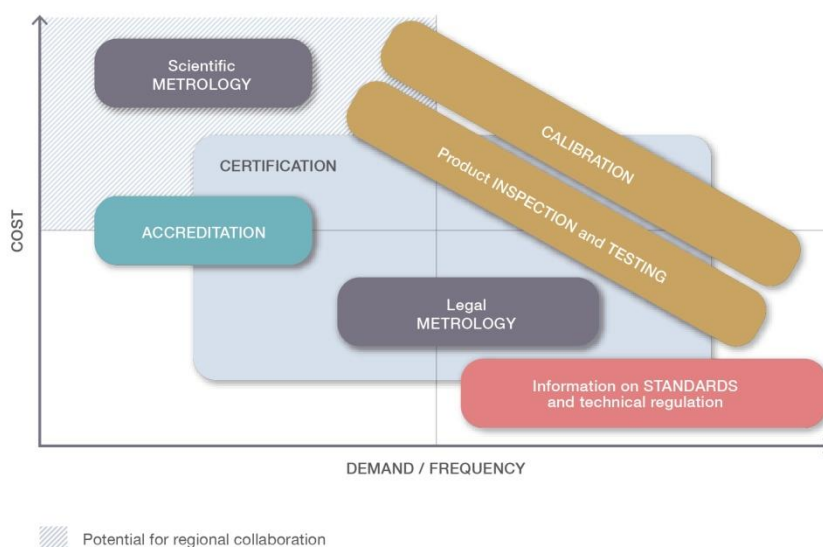 Scientific
METROLOGY
CALIBRATION
Product INSPECTION and TESTING
CERTIFICATION
ACCREDITATION
COST
Legal
METROLOGY
Information on STANDARDS
and technical regulation
DEMAND / FREQUENCY
Potential for regional collaboration